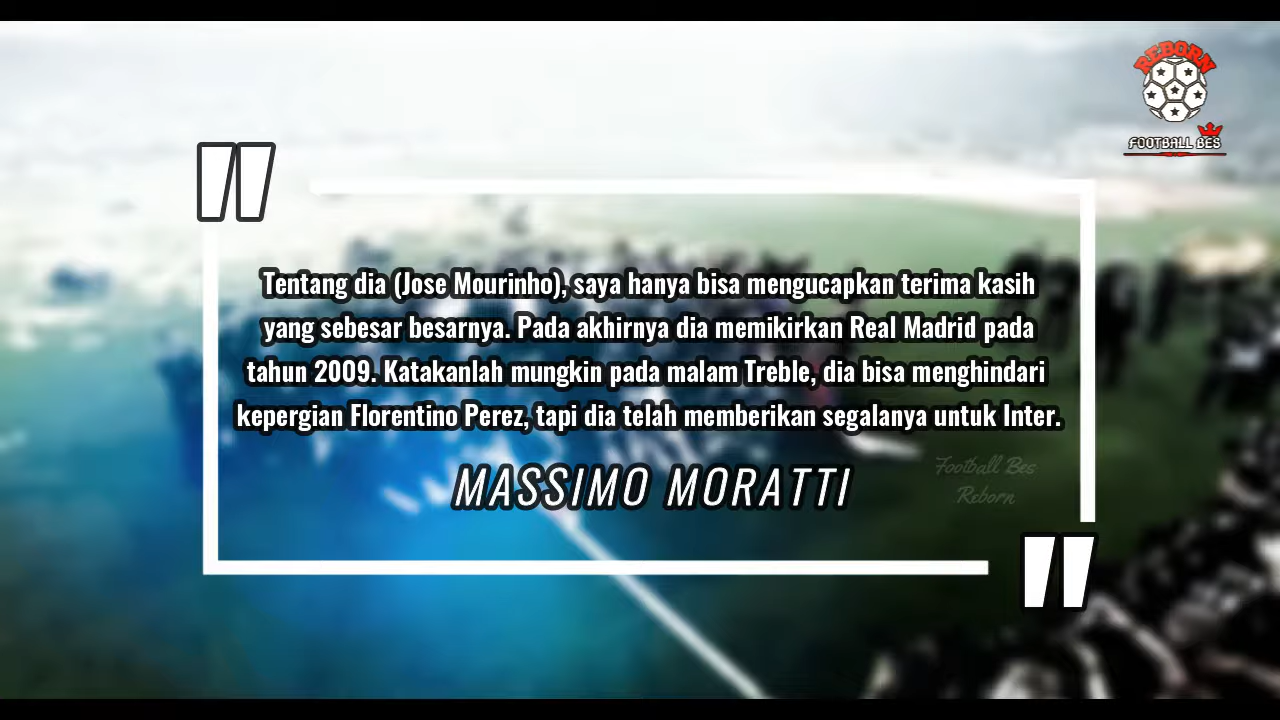 REBORN
FOOTBALL BES
"
Tentang dia (Jose Mourinho), saya hanya bisa mengucapkan terima kasih
yang sebesar besarnya. Pada akhirnya dia memikirkan Real Madrid pada
tahun 2009. Katakanlah mungkin pada malam Treble, dia bisa menghindari
kepergian Florentino Perez, tapi dia telah memberikan segalanya untuk Inter.
MASSIMO MORATTI
Football Bes
Reborn
"